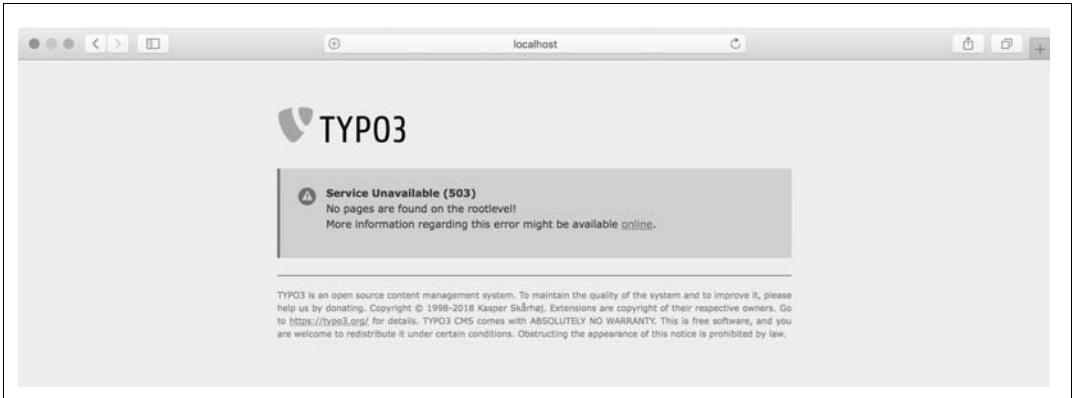 localhost
TYPO3
Service Unavailable (503)
No pages are found on the rootlevel!
More information regarding this error might be available online.
TYPO3 is an open source content management system. To maintain the quality of the system and to improve it, please
help us by donating. Copyright © 1998-2018 Kasper Skårhøj. Extensions are copyright of their respective owners. Go
to https://typo3.org/ for details. TYPO3 CMS comes with ABSOLUTELY NO WARRANTY. This is free software, and you
are welcome to redistribute it under certain conditions. Obstructing the appearance of this notice is prohibited by law.